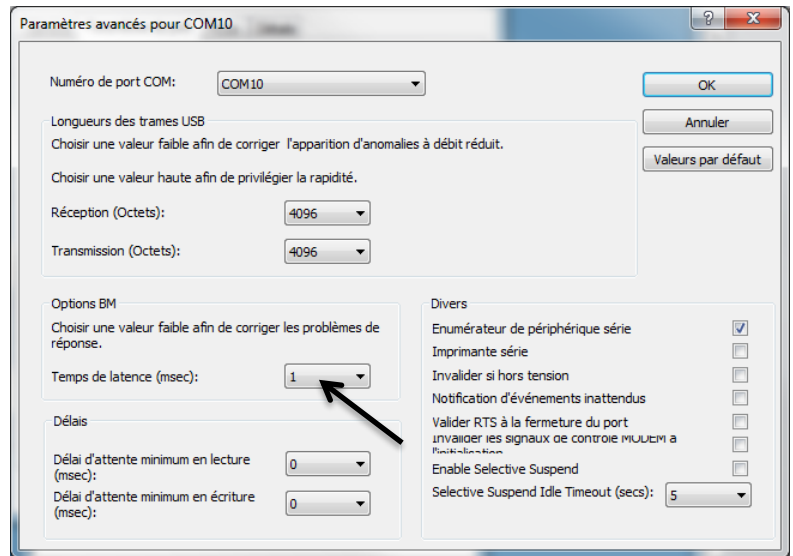 Paramètres avancés pour COM10
Numéro de port COM:
COM10
OK
Annuler
Valeurs par défaut
Longueurs des trames USB
Choisir une valeur faible afin de corriger l'apparition d'anomalies à débit réduit.
Choisir une valeur haute afin de privilégier la rapidité.
Réception (Octets):
4096
Transmission (Octets):
4096
Options BM
Choisir une valeur faible afin de corriger les problèmes de
réponse.
Temps de latence (msec):
1
Délais
Délai d'attente minimum en lecture
(msec):
0
Délai d'attente minimum en écriture
(msec):
0
Divers
Enumérateur de périphérique série
Imprimante série
Invalider si hors tension
Notification d'événements inattendus
Valider RTS à la fermeture du port
Invalider les signaux de contrôle MODEM à
l'initialisation
Enable Selective Suspend
Selective Suspend Idle Timeout (secs):
5